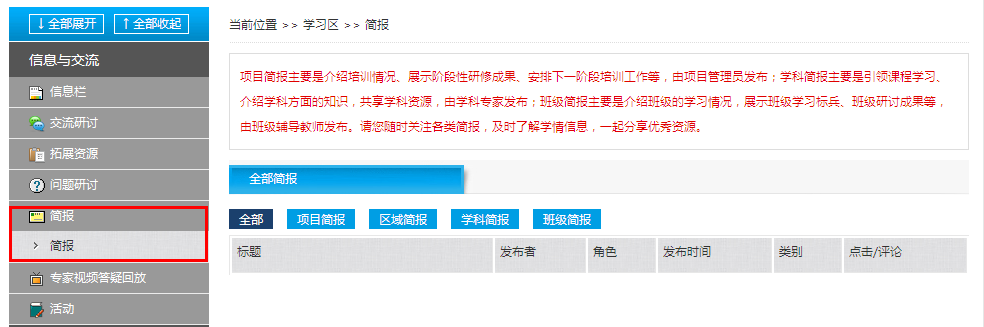 ↓全部展开 ↑全部收起
信息与交流
信息栏
交流研讨
拓展资源
问题研讨
简报
简报
专家视频答疑回放
活动
当前位置 >> 学习区 >> 简报
项目简报主要是介绍培训情况、展示阶段性研修成果、安排下一阶段培训工作等，由项目管理员发布；学科简报主要是引领课程学习、
介绍学科方面的知识，共享学科资源，由学科专家发布；班级简报主要是介绍班级的学习情况，展示班级学习标兵、班级研讨成果等，
由班级辅导教师发布。请您随时关注各类简报，及时了解学情信息，一起分享优秀资源。
全部简报
全部 项目简报 区域简报 学科简报 班级简报
标题 发布者 角色 发布时间 类别 点击/评论